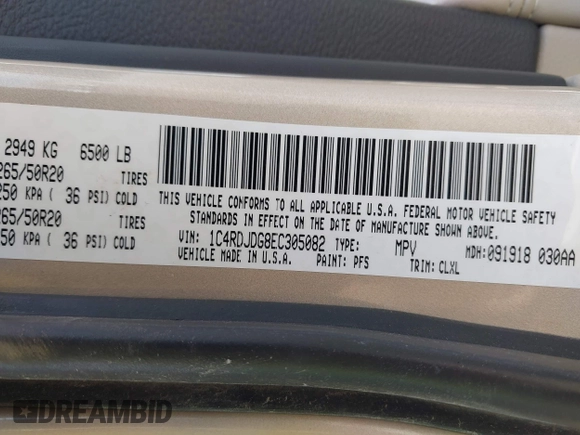 2949 KG 6500 LB
265/50R20 TIRES
250 KPA ( 36 PSI) COLD
265/50R20 TIRES
250 KPA ( 36 PSI) COLD
THIS VEHICLE CONFORMS TO ALL APPLICABLE U.S.A. FEDERAL MOTOR VEHICLE SAFETY
STANDARDS IN EFFECT ON THE DATE OF MANUFACTURE SHOWN ABOVE.
VIN: 1C4RDJDG8EC305082 TYPE: MPV MDH:091918 030AA
VEHICLE MADE IN U.S.A. PAINT: PFS TRIM: CLXL
DREAMBID